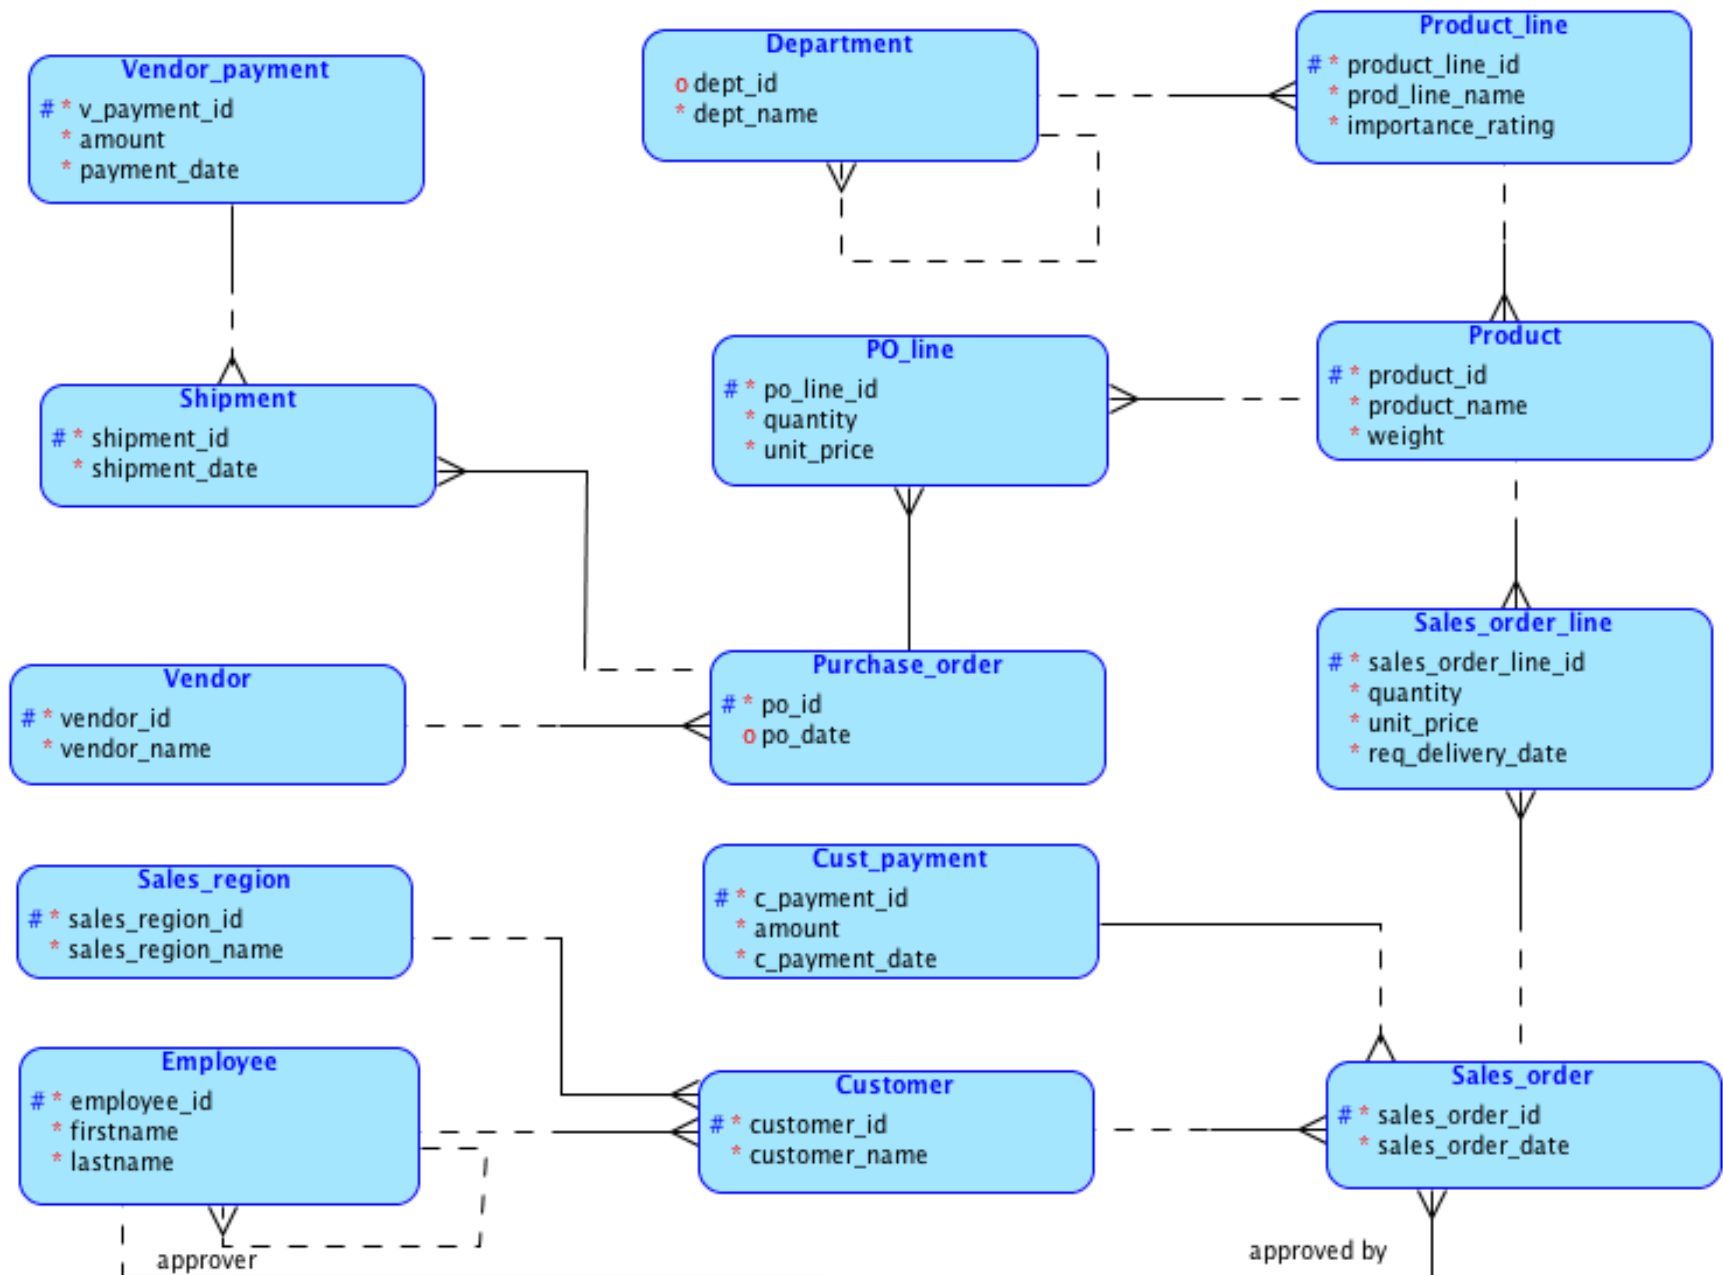 Vendor_payment
# * v_payment_id
* amount
* payment_date
Department
o dept_id
* dept_name
Product_line
# * product_line_id
* prod_line_name
* importance_rating
Shipment
# * shipment_id
* shipment_date
PO_line
# * po_line_id
* quantity
* unit_price
Product
# * product_id
* product_name
* weight
Vendor
# * vendor_id
* vendor_name
Purchase_order
# * po_id
o po_date
Sales_order_line
# * sales_order_line_id
* quantity
* unit_price
* req_delivery_date
Sales_region
# * sales_region_id
* sales_region_name
Cust_payment
# * c_payment_id
* amount
* c_payment_date
Employee
# * employee_id
* firstname
* lastname
Customer
# * customer_id
* customer_name
Sales_order
# * sales_order_id
* sales_order_date
approver
approved by